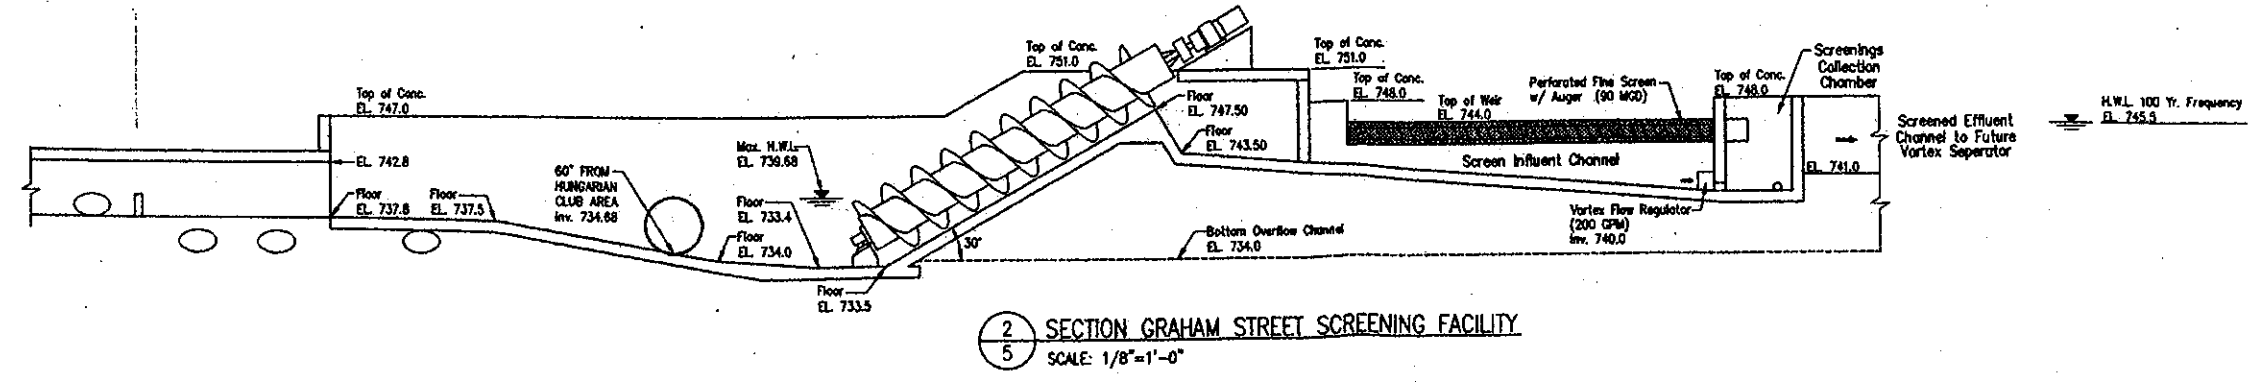 Top of Conc.
EL. 747.0
EL. 742.8
Floor
EL. 737.8
Floor
EL. 737.5
60" FROM
HUNGARIAN
CLUB AREA
Inv. 734.68
Floor
EL. 734.0
Max. H.W.L.
EL. 739.68
Floor
EL. 733.4
Floor
EL. 733.5
30°
Top of Conc.
EL. 751.0
Floor
EL. 747.50
Floor
EL. 743.50
Top of Conc.
EL. 751.0
Top of Conc.
EL. 748.0
Top of Weir
EL. 744.0
Perforated Fine Screen
w/ Auger (90 MGD)
Screen Influent Channel
Top of Conc.
EL. 748.0
Screenings
Collection
Chamber
Vortex Flow Regulator
(200 GPM)
Inv. 740.0
Bottom Overflow Channel
EL. 734.0
EL. 741.0
Screened Effluent
Channel to Future
Vortex Seperator
H.W.L. 100 Yr. Frequency
EL. 745.5
2
5
SECTION GRAHAM STREET SCREENING FACILITY
SCALE: 1/8"=1'-0"